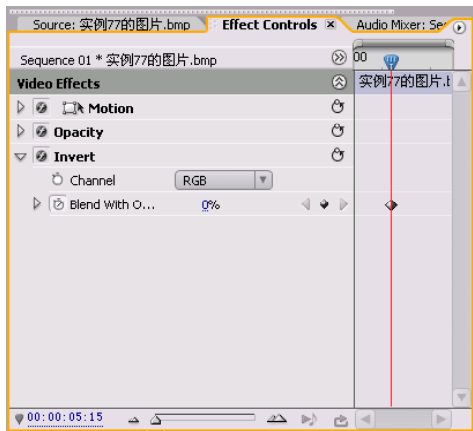 Source: 实例77的图片.bmp Effect Controls Audio Mixer: Se
Sequence 01 * 实例77的图片.bmp 00
Video Effects 实例77的图片.b
Motion
Opacity
Invert
Channel RGB
Blend With O... 0%
00:00:05:15